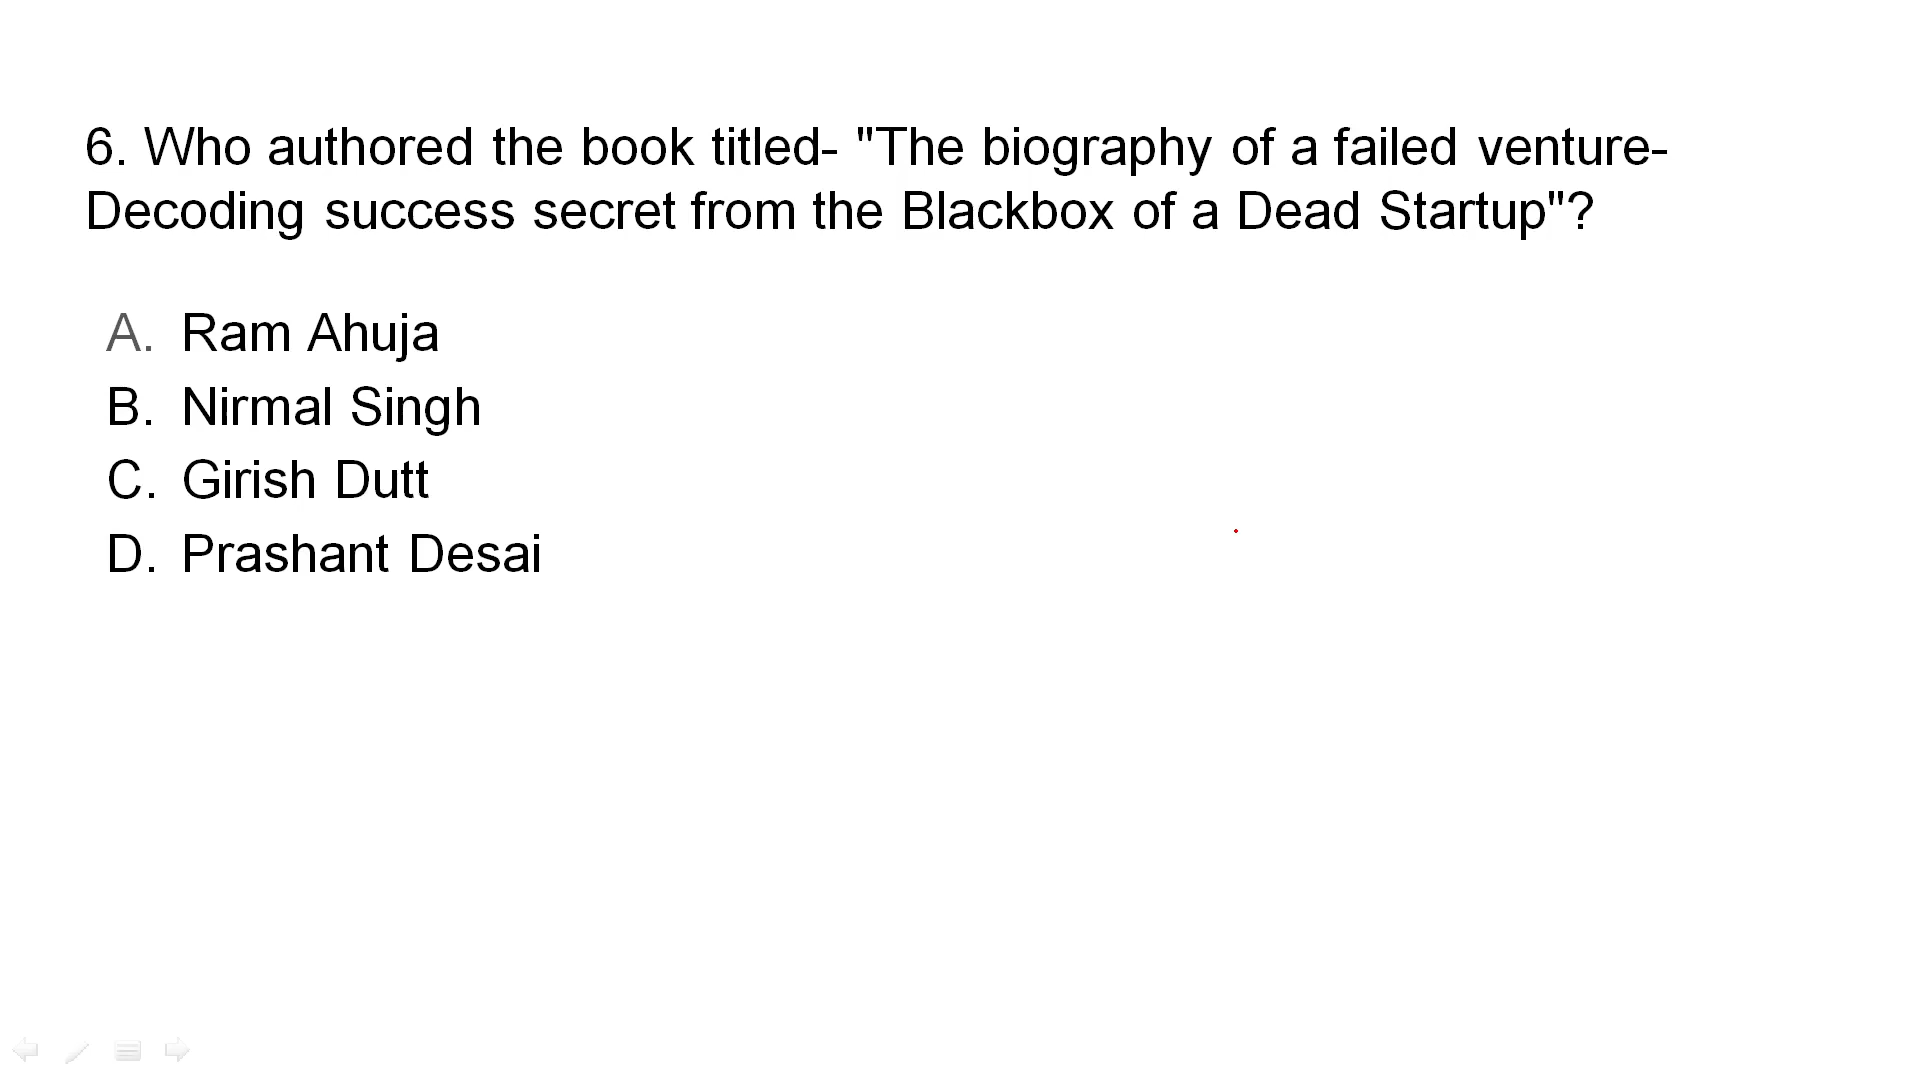 6. Who authored the book titled- "The biography of a failed venture-
Decoding success secret from the Blackbox of a Dead Startup"?
A. Ram Ahuja
B. Nirmal Singh
C. Girish Dutt
D. Prashant Desai